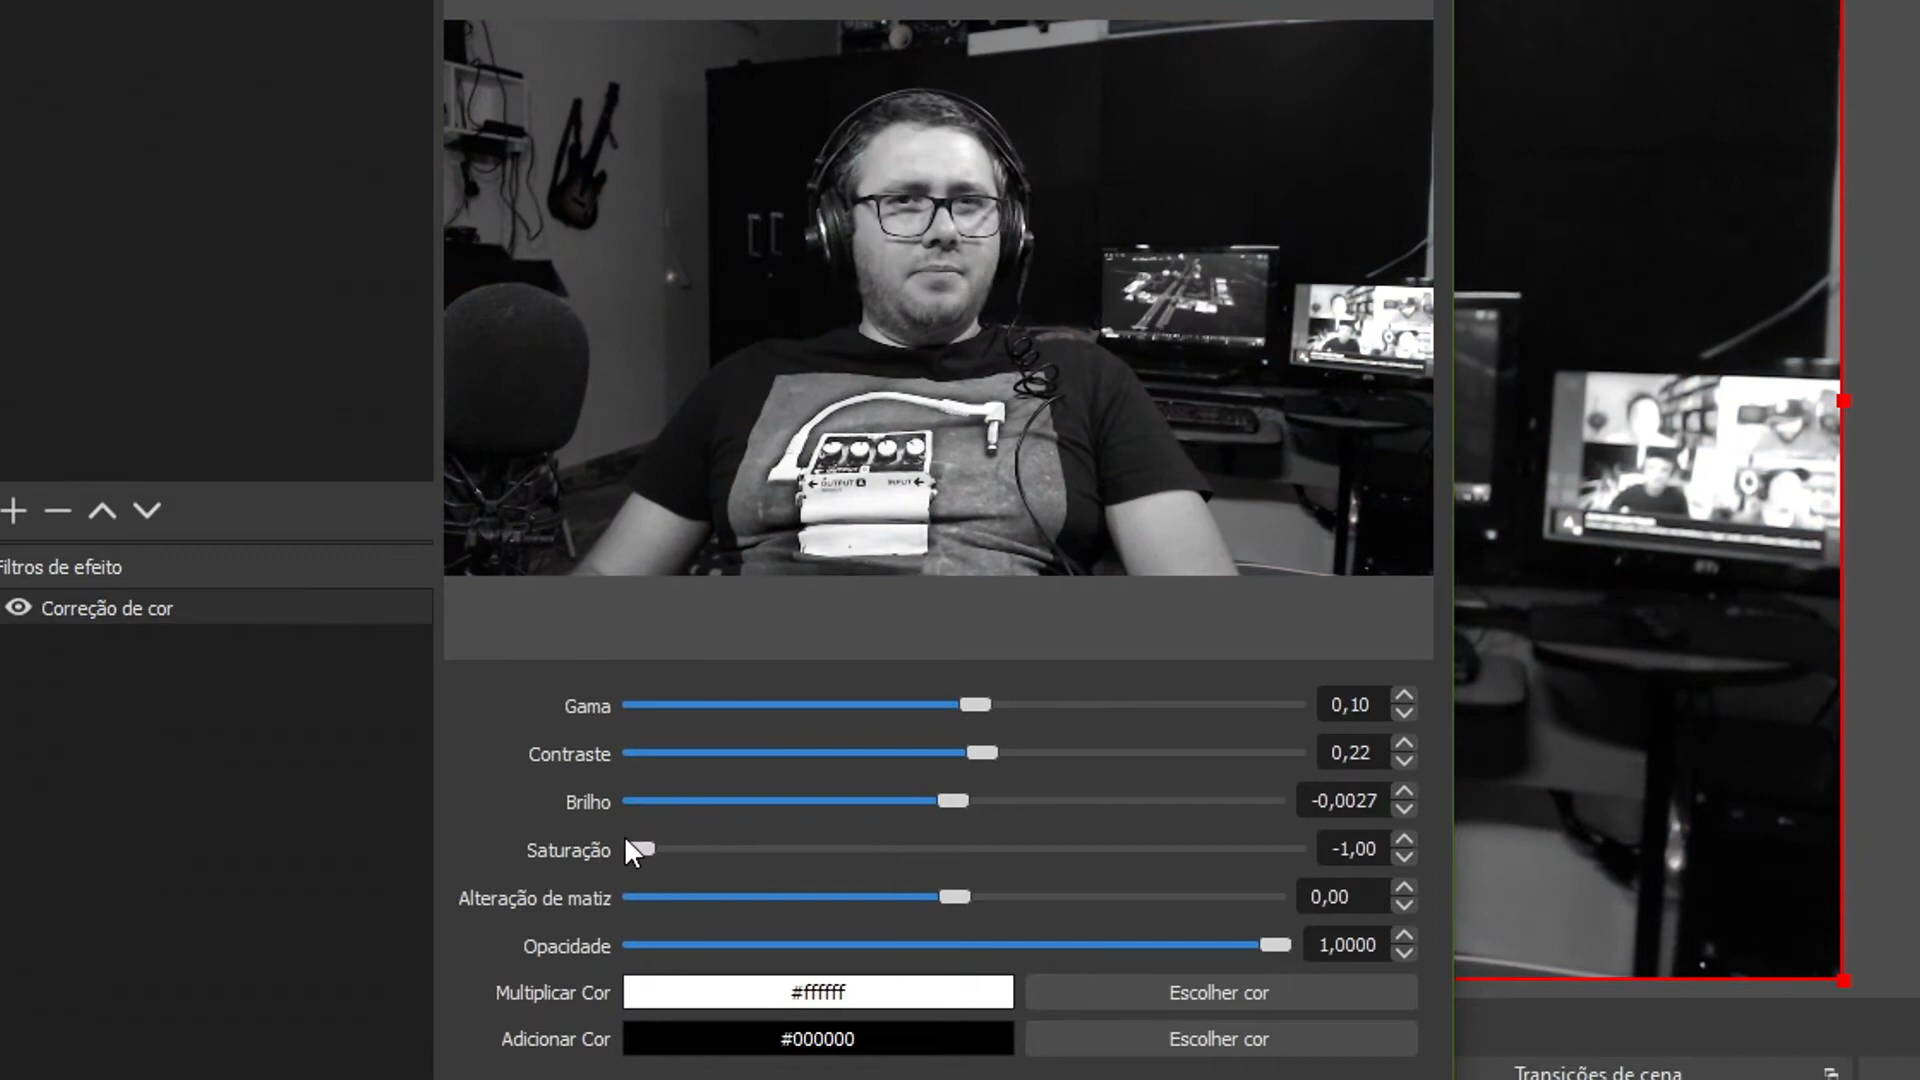 OUTPUT
INPUT
Filtros de efeito
Correção de cor
Gama 0,10
Contraste 0,22
Brilho -0,0027
Saturação -1,00
Alteração de matiz 0,00
Opacidade 1,0000
Multiplicar Cor #ffffff Escolher cor
Adicionar Cor #000000 Escolher cor
Transições de cena